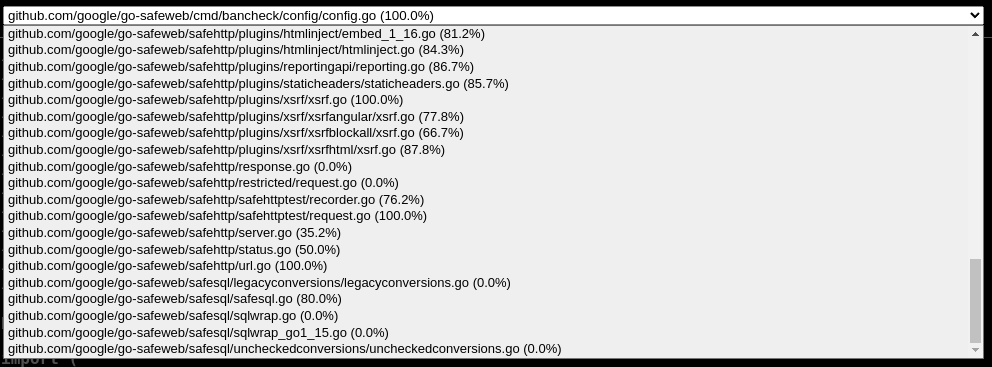 github.com/google/go-safeweb/cmd/bancheck/config/config.go (100.0%)
github.com/google/go-safeweb/safehttp/plugins/htmlinject/embed_1_16.go (81.2%)
github.com/google/go-safeweb/safehttp/plugins/htmlinject/htmlinject.go (84.3%)
github.com/google/go-safeweb/safehttp/plugins/reportingapi/reporting.go (86.7%)
github.com/google/go-safeweb/safehttp/plugins/staticheaders/staticheaders.go (85.7%)
github.com/google/go-safeweb/safehttp/plugins/xsrf/xsrf.go (100.0%)
github.com/google/go-safeweb/safehttp/plugins/xsrf/xsrfangular/xsrf.go (77.8%)
github.com/google/go-safeweb/safehttp/plugins/xsrf/xsrfblockall/xsrf.go (66.7%)
github.com/google/go-safeweb/safehttp/plugins/xsrf/xsrfhtml/xsrf.go (87.8%)
github.com/google/go-safeweb/safehttp/response.go (0.0%)
github.com/google/go-safeweb/safehttp/restricted/request.go (0.0%)
github.com/google/go-safeweb/safehttp/safehttptest/recorder.go (76.2%)
github.com/google/go-safeweb/safehttp/safehttptest/request.go (100.0%)
github.com/google/go-safeweb/safehttp/server.go (35.2%)
github.com/google/go-safeweb/safehttp/status.go (50.0%)
github.com/google/go-safeweb/safehttp/url.go (100.0%)
github.com/google/go-safeweb/safesql/legacyconversions/legacyconversions.go (0.0%)
github.com/google/go-safeweb/safesql/safesql.go (80.0%)
github.com/google/go-safeweb/safesql/sqlwrap.go (0.0%)
github.com/google/go-safeweb/safesql/sqlwrap_go1_15.go (0.0%)
github.com/google/go-safeweb/safesql/uncheckedconversions/uncheckedconversions.go (0.0%)
import (